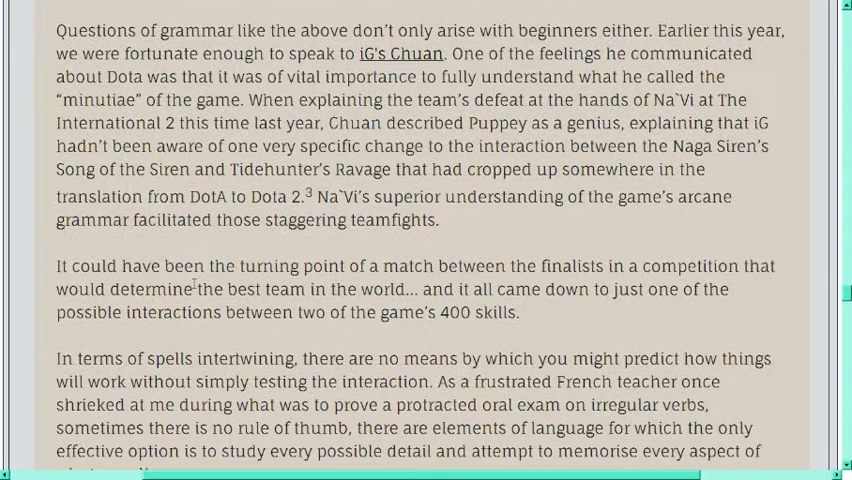 Questions of grammar like the above don't only arise with beginners either. Earlier this year,
we were fortunate enough to speak to iG's Chuan. One of the feelings he communicated
about Dota was that it was of vital importance to fully understand what he called the
“minutiae” of the game. When explaining the team's defeat at the hands of Na`Vi at The
International 2 this time last year, Chuan described Puppey as a genius, explaining that iG
hadn't been aware of one very specific change to the interaction between the Naga Siren's
Song of the Siren and Tidehunter's Ravage that had cropped up somewhere in the
translation from DotA to Dota 2.³ Na`Vi's superior understanding of the game's arcane
grammar facilitated those staggering teamfights.
It could have been the turning point of a match between the finalists in a competition that
would determine the best team in the world... and it all came down to just one of the
possible interactions between two of the game's 400 skills.
In terms of spells intertwining, there are no means by which you might predict how things
will work without simply testing the interaction. As a frustrated French teacher once
shrieked at me during what was to prove a protracted oral exam on irregular verbs,
sometimes there is no rule of thumb, there are elements of language for which the only
effective option is to study every possible detail and attempt to memorise every aspect of